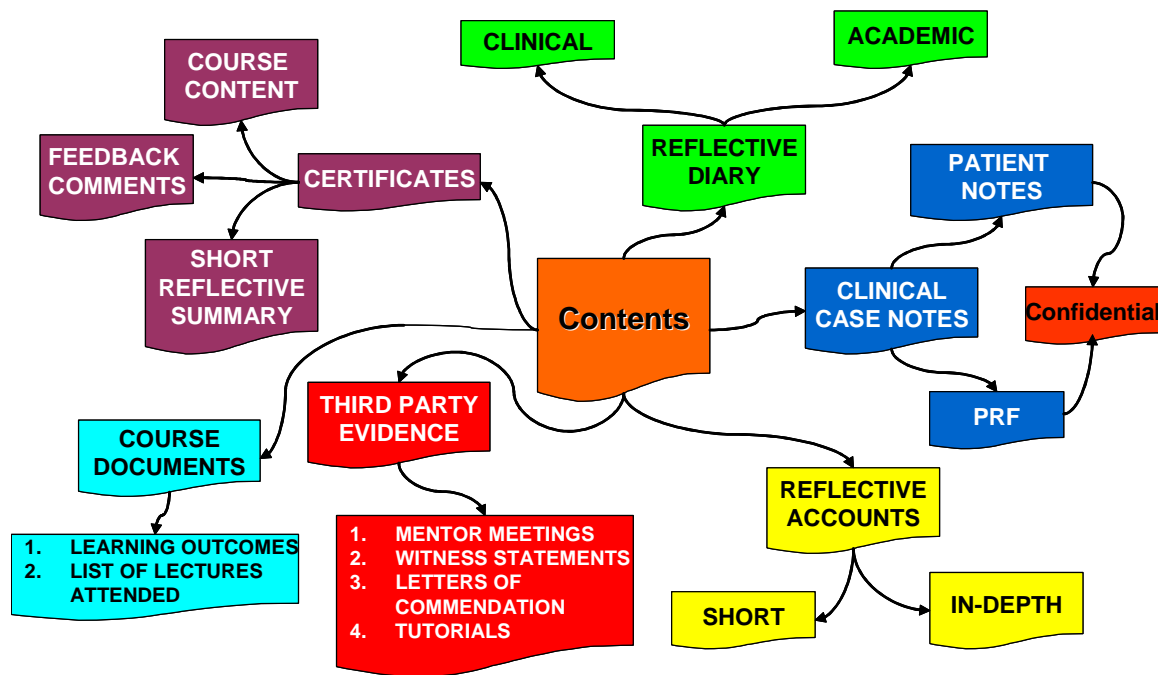 CLINICAL
ACADEMIC
COURSE
CONTENT
FEEDBACK
COMMENTS
CERTIFICATES
SHORT
REFLECTIVE
SUMMARY
REFLECTIVE
DIARY
PATIENT
NOTES
Contents
CLINICAL
CASE NOTES
Confidential
PRF
THIRD PARTY
EVIDENCE
COURSE
DOCUMENTS
REFLECTIVE
ACCOUNTS
1. LEARNING OUTCOMES
2. LIST OF LECTURES
ATTENDED
1. MENTOR MEETINGS
2. WITNESS STATEMENTS
3. LETTERS OF
COMMENDATION
4. TUTORIALS
SHORT
IN-DEPTH